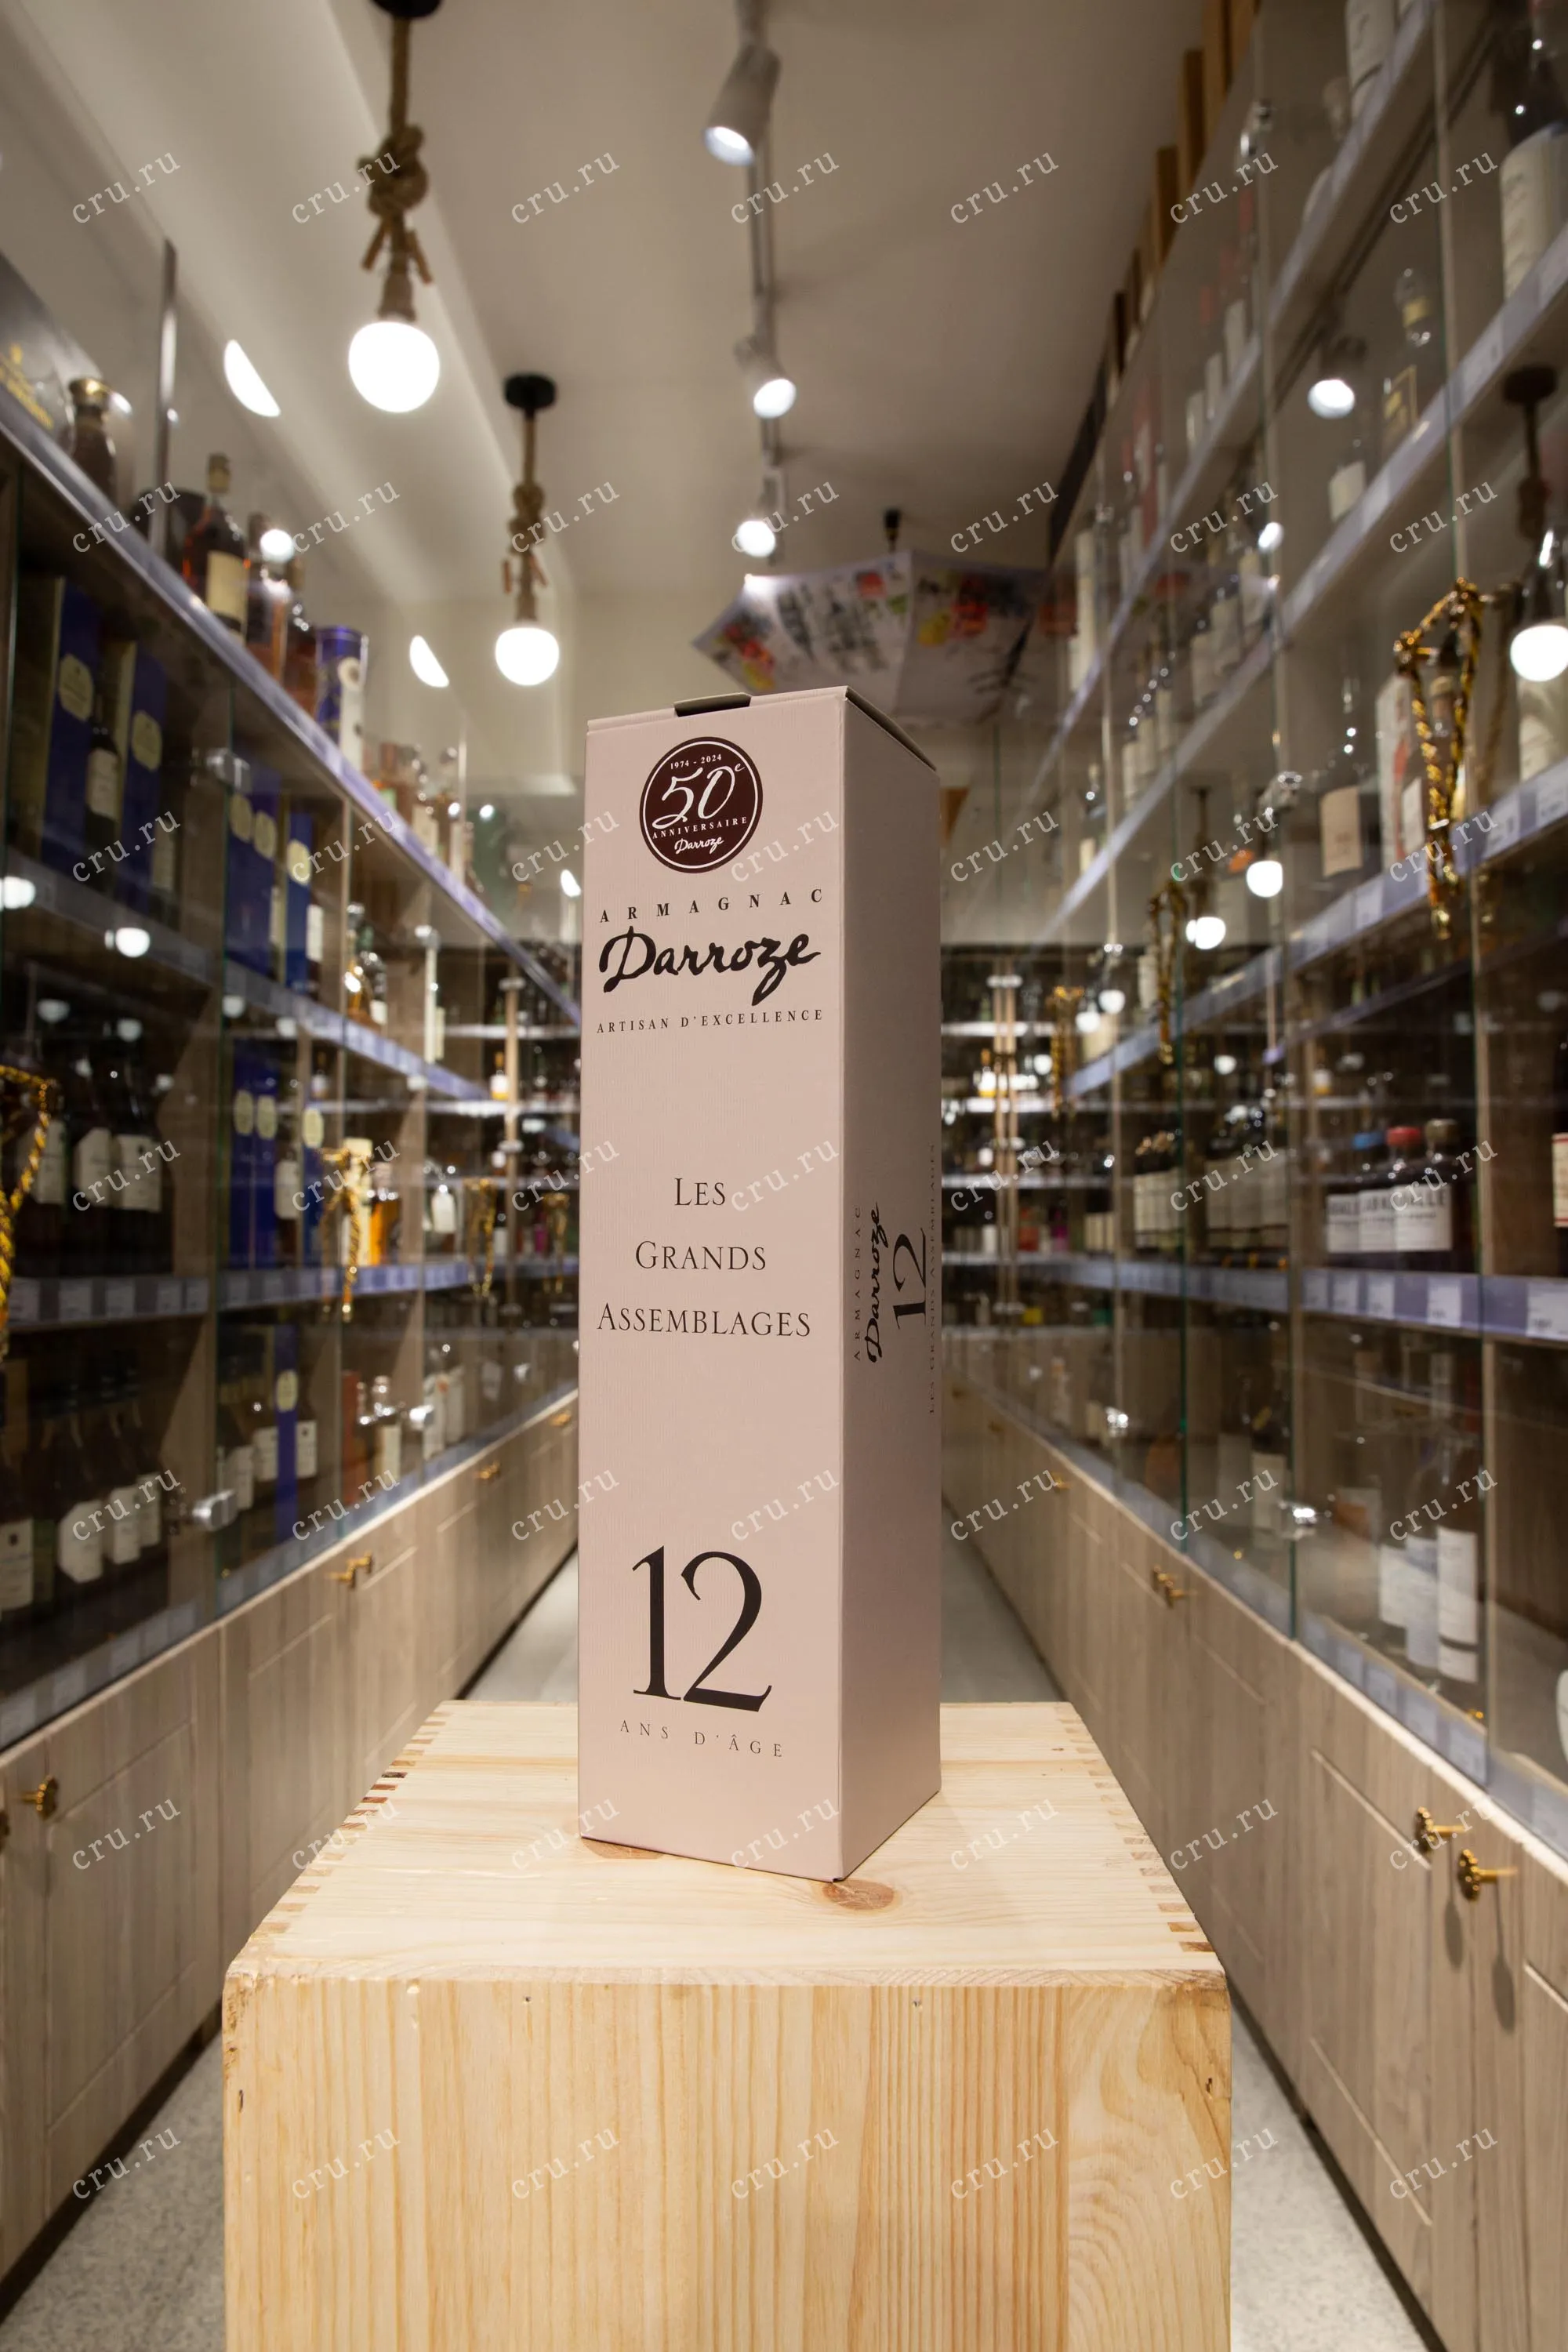 1974 - 2024
50e
ANNIVERSAIRE
Darroze
ARMAGNAC
Darroze
ARTISAN D'EXCELLENCE
LES
GRANDS
ASSEMBLAGES
12
ANS D'ÂGE
ARMAGNAC
Darroze
12
LES GRANDS ASSEMBLAGES
cru.ru